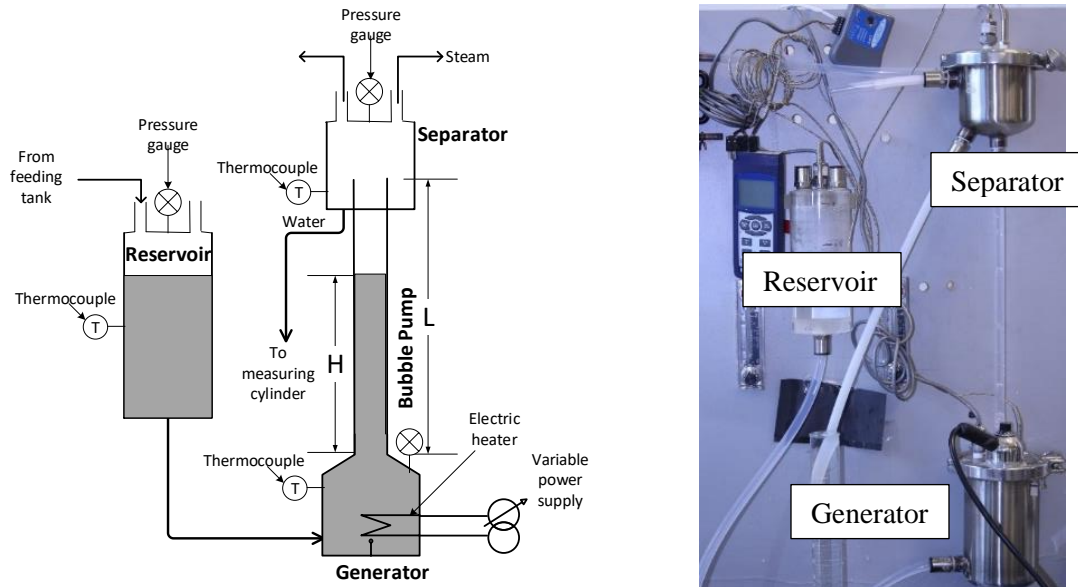 Pressure
gauge
Steam
Separator
Pressure
gauge
From
feeding
tank
Thermocouple
T
Water
Reservoir
Thermocouple
T
L
H
Bubble Pump
To
measuring
cylinder
Electric
heater
Thermocouple
T
Variable
power
supply
Generator
Separator
Reservoir
Generator